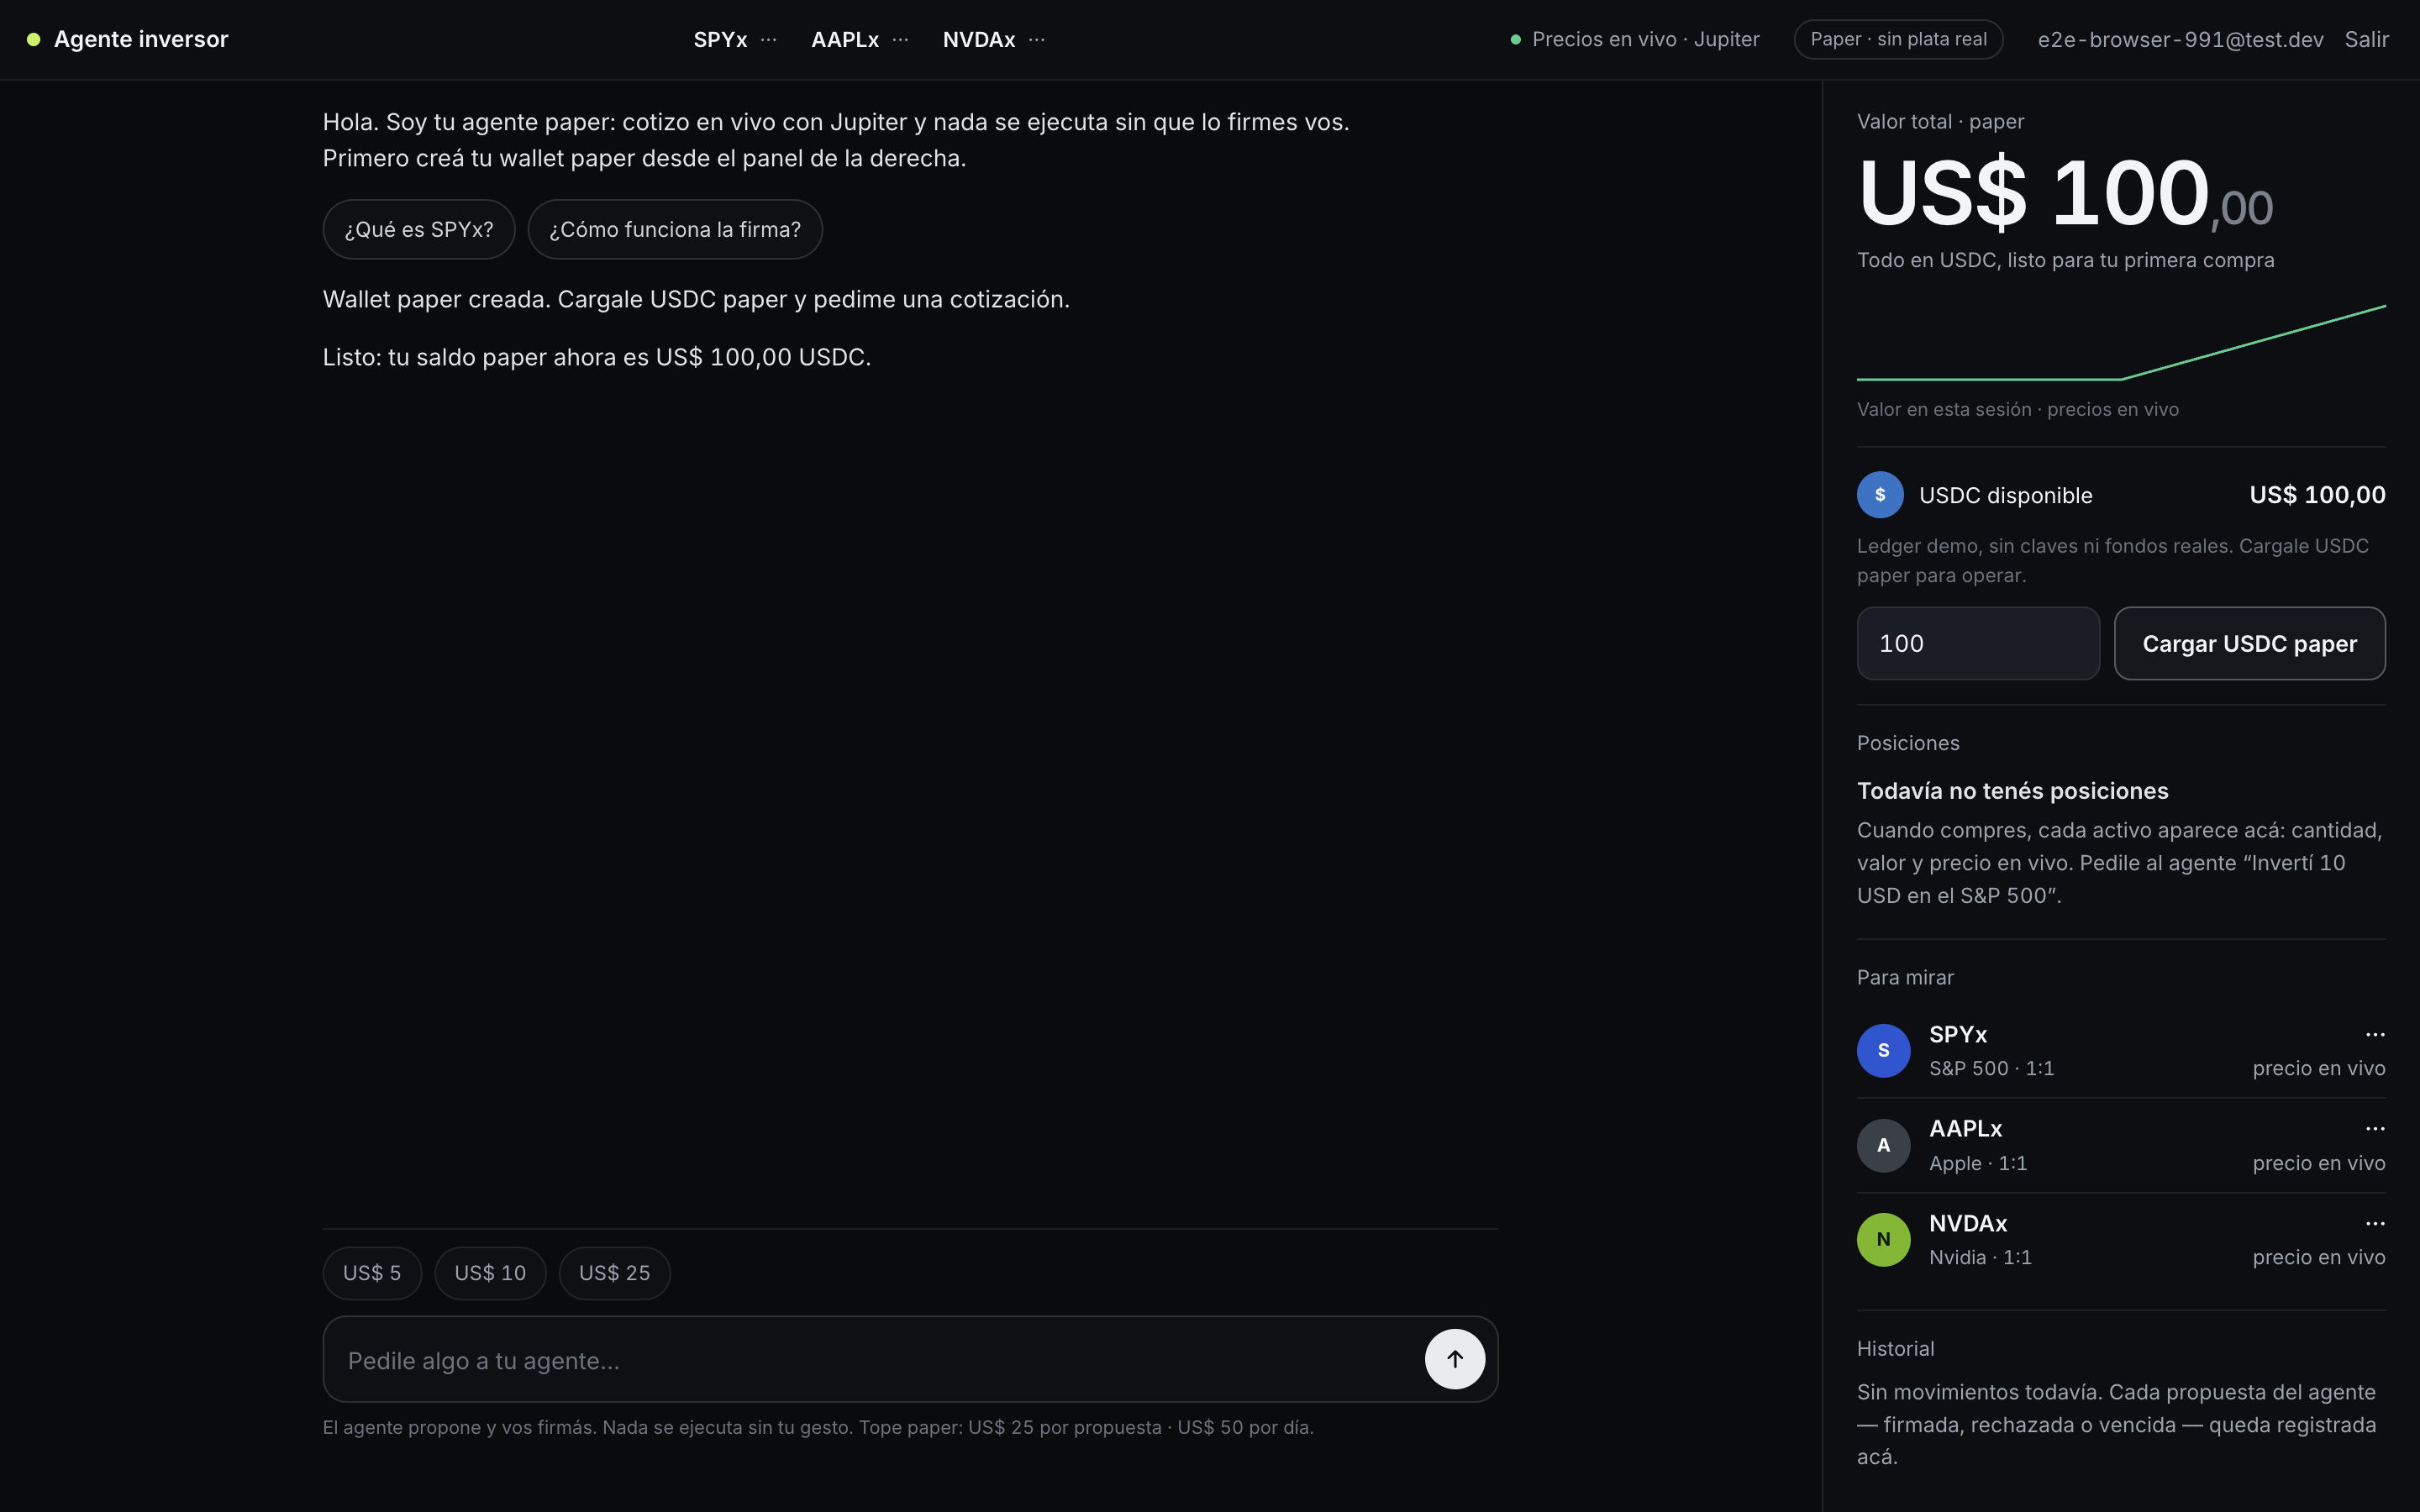 Agente inversor
SPYx ··· AAPLx ··· NVDAx ···
Precios en vivo · Jupiter
Paper · sin plata real
e2e-browser-991@test.dev Salir
Hola. Soy tu agente paper: cotizo en vivo con Jupiter y nada se ejecuta sin que lo firmes vos.
Primero creá tu wallet paper desde el panel de la derecha.
¿Qué es SPYx? ¿Cómo funciona la firma?
Wallet paper creada. Cargale USDC paper y pedime una cotización.
Listo: tu saldo paper ahora es US$ 100,00 USDC.
US$ 5 US$ 10 US$ 25
Pedile algo a tu agente...
El agente propone y vos firmás. Nada se ejecuta sin tu gesto. Tope paper: US$ 25 por propuesta · US$ 50 por día.
Valor total · paper
US$ 100,00
Todo en USDC, listo para tu primera compra
Valor en esta sesión · precios en vivo
$ USDC disponible US$ 100,00
Ledger demo, sin claves ni fondos reales. Cargale USDC
paper para operar.
100 Cargar USDC paper
Posiciones
Todavía no tenés posiciones
Cuando compres, cada activo aparece acá: cantidad,
valor y precio en vivo. Pedile al agente “Invertí 10
USD en el S&P 500”.
Para mirar
S SPYx ···
S&P 500 · 1:1 precio en vivo
A AAPLx ···
Apple · 1:1 precio en vivo
N NVDAx ···
Nvidia · 1:1 precio en vivo
Historial
Sin movimientos todavía. Cada propuesta del agente
— firmada, rechazada o vencida — queda registrada
acá.